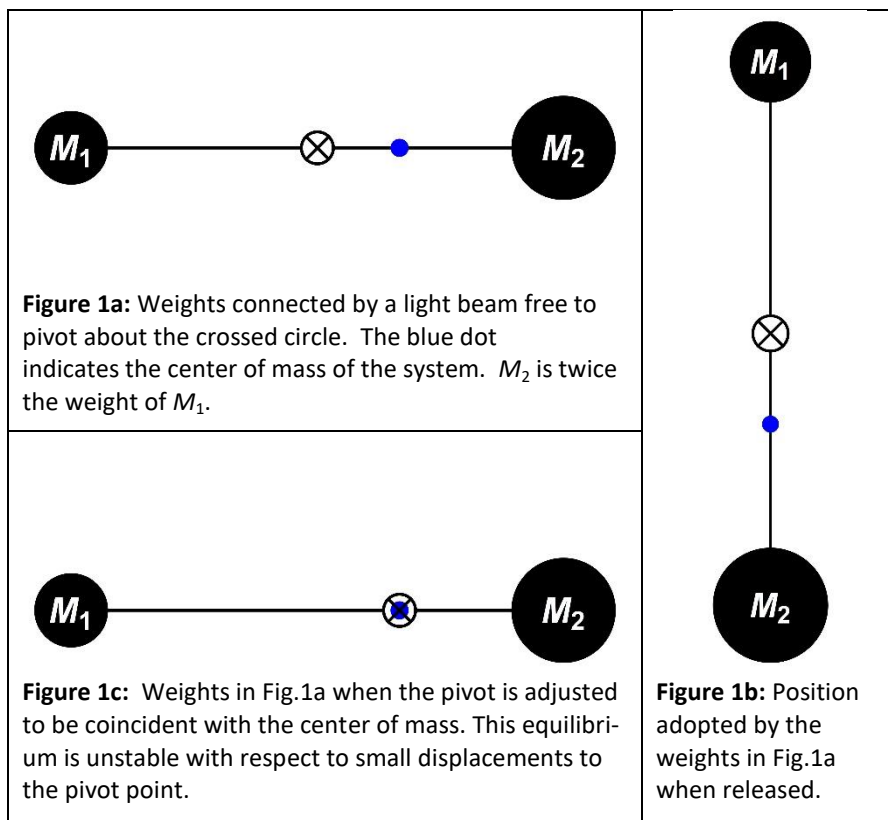 M1
M2
Figure 1a: Weights connected by a light beam free to
pivot about the crossed circle. The blue dot
indicates the center of mass of the system. M2 is twice
the weight of M1.
M1
M2
Figure 1c: Weights in Fig.1a when the pivot is adjusted
to be coincident with the center of mass. This equilibri-
um is unstable with respect to small displacements to
the pivot point.
M1
M2
Figure 1b: Position
adopted by the
weights in Fig.1a
when released.